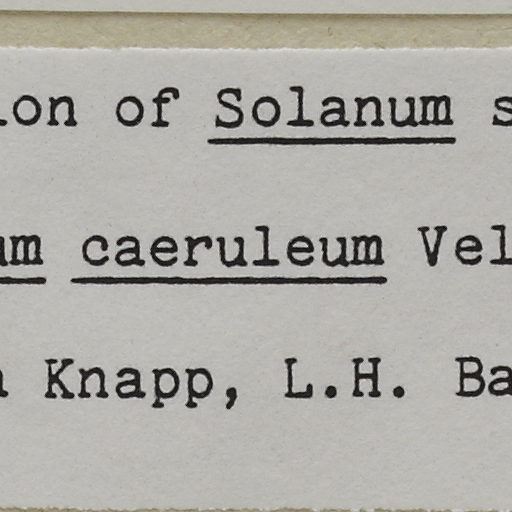 ion of Solanum s
um caeruleum Vel
Knapp, L.H. Ba